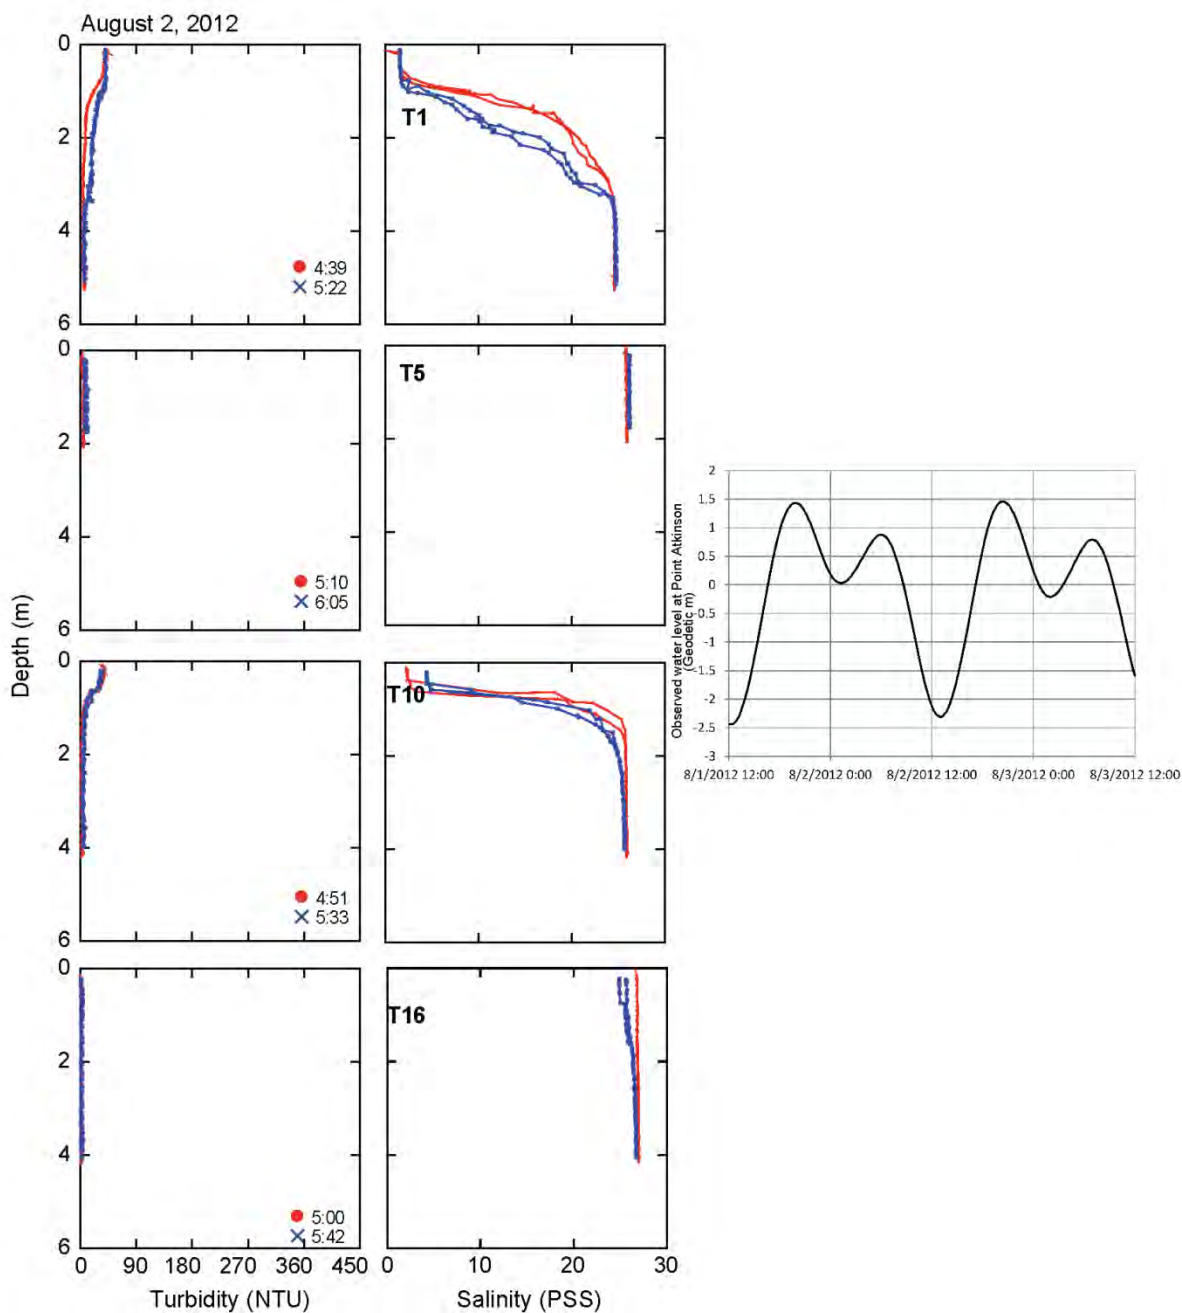 August 2, 2012
0
2
4
6
T1
4:39
5:22
0
2
4
6
T5
5:10
6:05
0
2
4
6
T10
4:51
5:33
0
2
4
6
T16
5:00
5:42
0 90 180 270 360 450
0 10 20 30
Depth (m)
Turbidity (NTU)
Salinity (PSS)
Observed water level at Point Atkinson
(Geodetic m)
2
1.5
1
0.5
0
-0.5
-1
-1.5
-2
-2.5
-3
8/1/2012 12:00 8/2/2012 0:00 8/2/2012 12:00 8/3/2012 0:00 8/3/2012 12:00